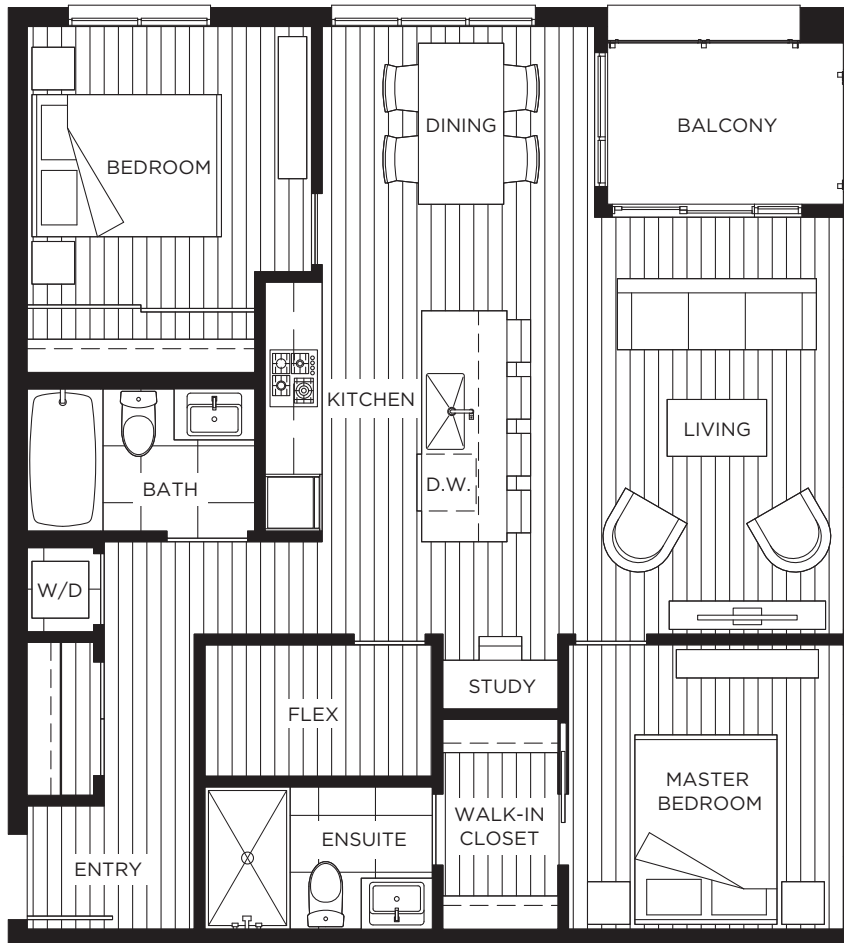 DINING
BALCONY
BEDROOM
KITCHEN
LIVING
D.W.
BATH
W/D
STUDY
FLEX
MASTER
BEDROOM
WALK-IN
CLOSET
ENSUITE
ENTRY